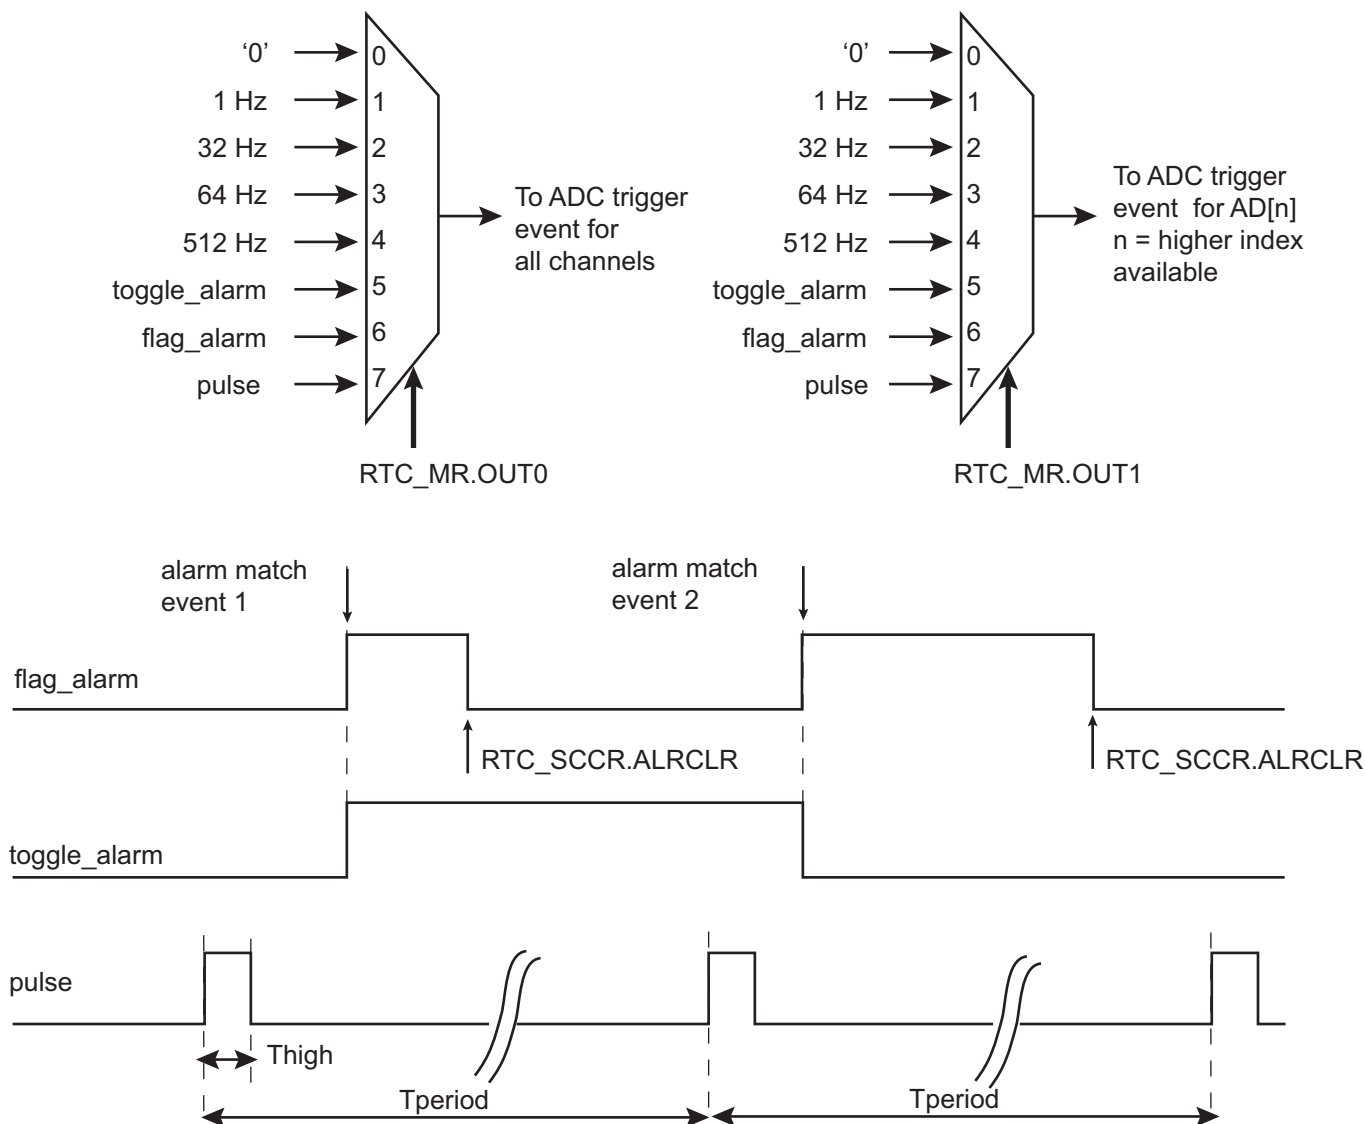 ‘0’
0
1 Hz
1
32 Hz
2
64 Hz
3
512 Hz
4
toggle_alarm
5
flag_alarm
6
pulse
7
To ADC trigger
event for
all channels
RTC_MR.OUT0
‘0’
0
1 Hz
1
32 Hz
2
64 Hz
3
512 Hz
4
toggle_alarm
5
flag_alarm
6
pulse
7
To ADC trigger
event for AD[n]
n = higher index
available
RTC_MR.OUT1
alarm match
event 1
alarm match
event 2
flag_alarm
RTC_SCCR.ALRCLR
RTC_SCCR.ALRCLR
toggle_alarm
pulse
Thigh
Tperiod
Tperiod